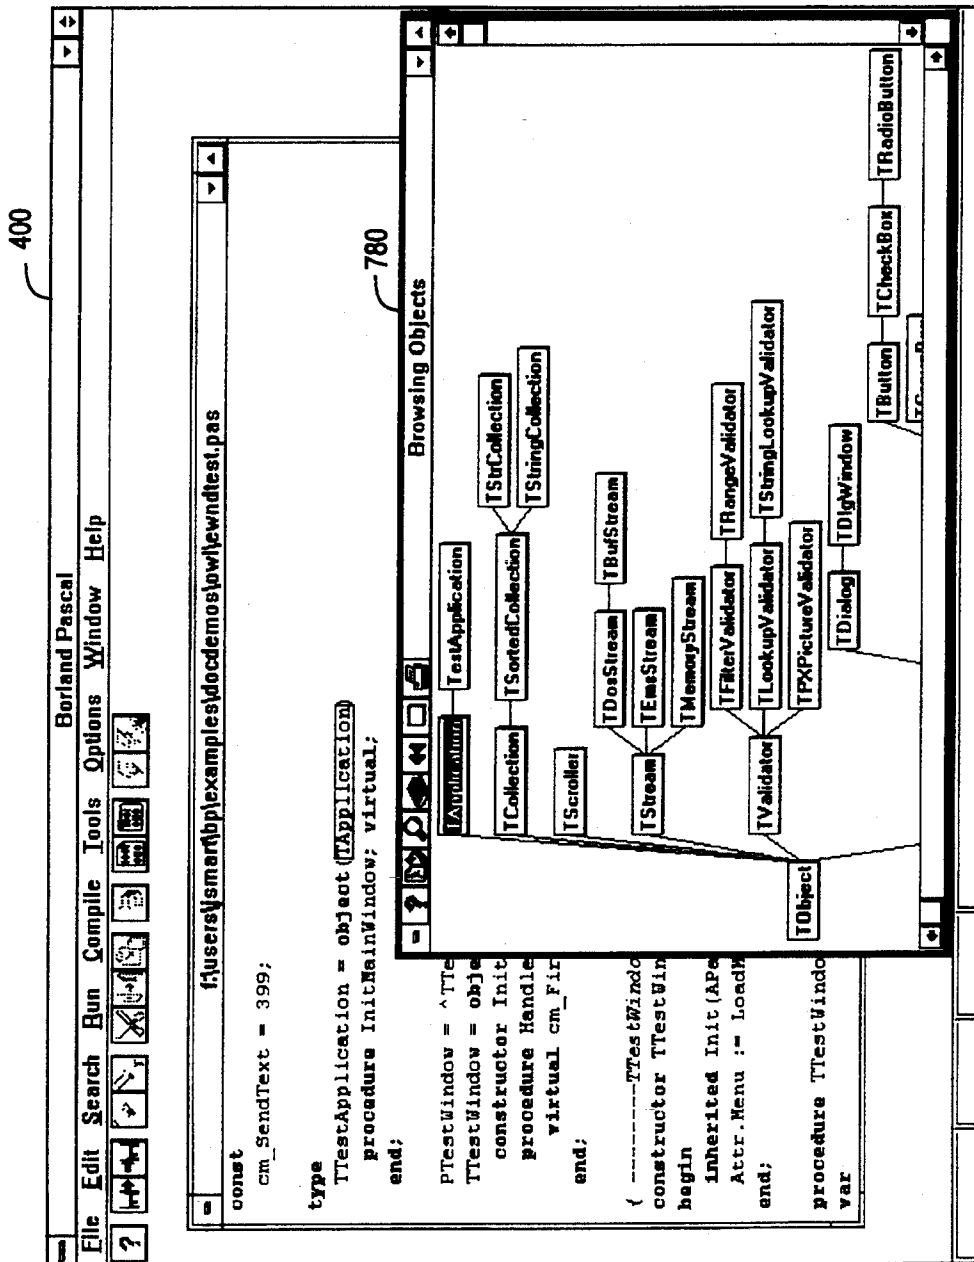 400
Borland Pascal
File Edit Search Run Compile Tools Options Window Help
?
f:\users\jsmart\bp\examples\docdemos\owl\ewndtest.pas
const
cm_SendText = 399;
type
TTestApplication = object(TApplication)
procedure InitMainWindow; virtual;
end;
PTestWindow = ^TTe
TTestWindow = obje
constructor Init
procedure Handle
virtual cm_Fir
end;
{ --------TTestWindo
constructor TTestWin
begin
inherited Init(APa
Attr.Menu := LoadM
end;
procedure TTestWindo
var
780
Browsing Objects
?
TApplication
TestApplication
TCollection
TSortedCollection
TStrCollection
TStringCollection
TScroller
TStream
TDosStream
TBufStream
TEmsStream
TMemoryStream
TValidator
TFilterValidator
TRangeValidator
TLookupValidator
TStringLookupValidator
TPXPictureValidator
TObject
TDialog
TDlgWindow
TButton
TCheckBox
TRadioButton